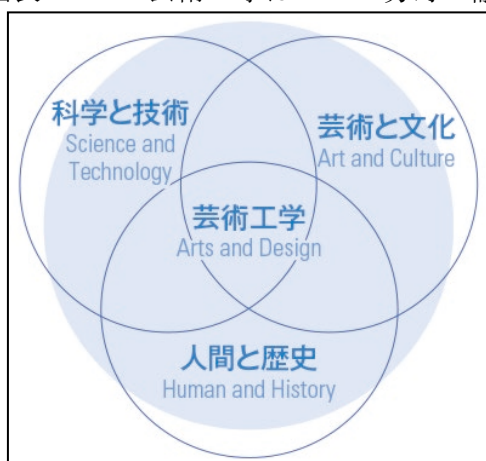 科学と技術
Science and
Technology
芸術と文化
Art and Culture
芸術工学
Arts and Design
人間と歴史
Human and History